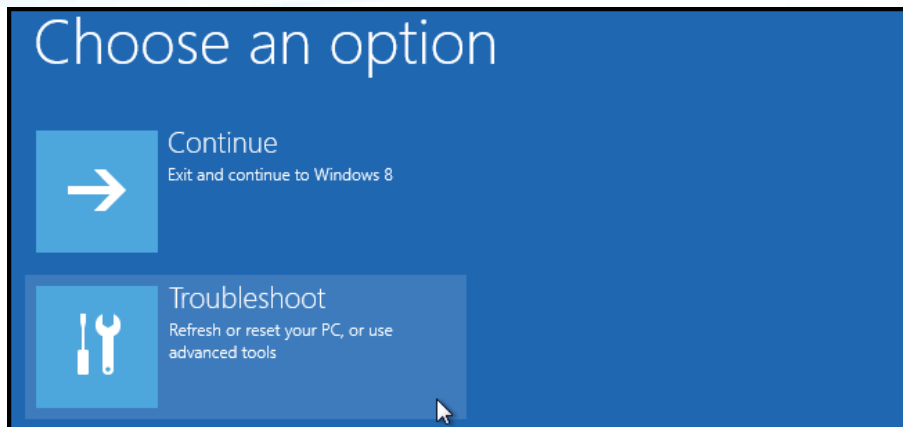 Choose an option
Continue
Exit and continue to Windows 8
Troubleshoot
Refresh or reset your PC, or use
advanced tools